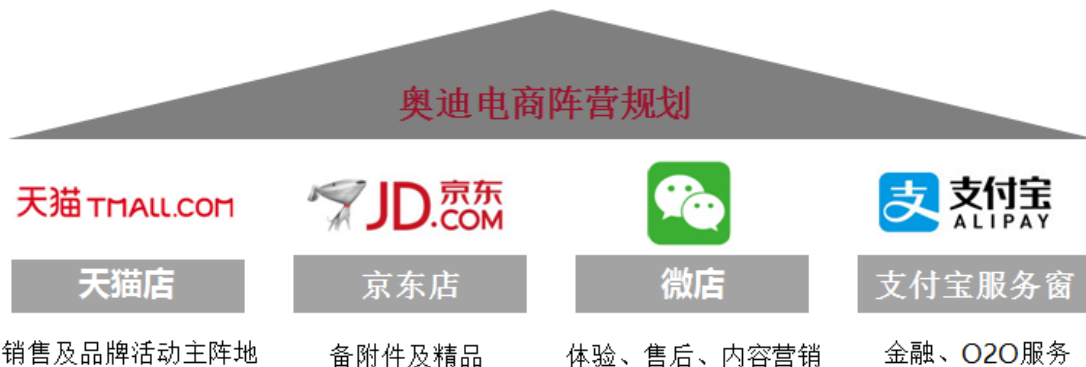 奥迪电商阵营规划
天猫 TMALL.COM
JD 京东
.COM
支 支付宝
ALIPAY
天猫店
京东店
微店
支付宝服务窗
销售及品牌活动主阵地
备附件及精品
体验、售后、内容营销
金融、O2O服务